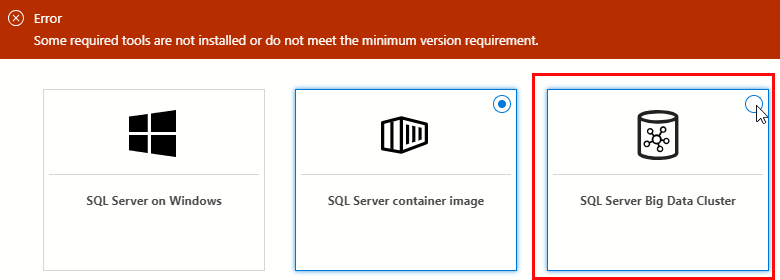 Error
Some required tools are not installed or do not meet the minimum version requirement.
SQL Server on Windows
SQL Server container image
SQL Server Big Data Cluster